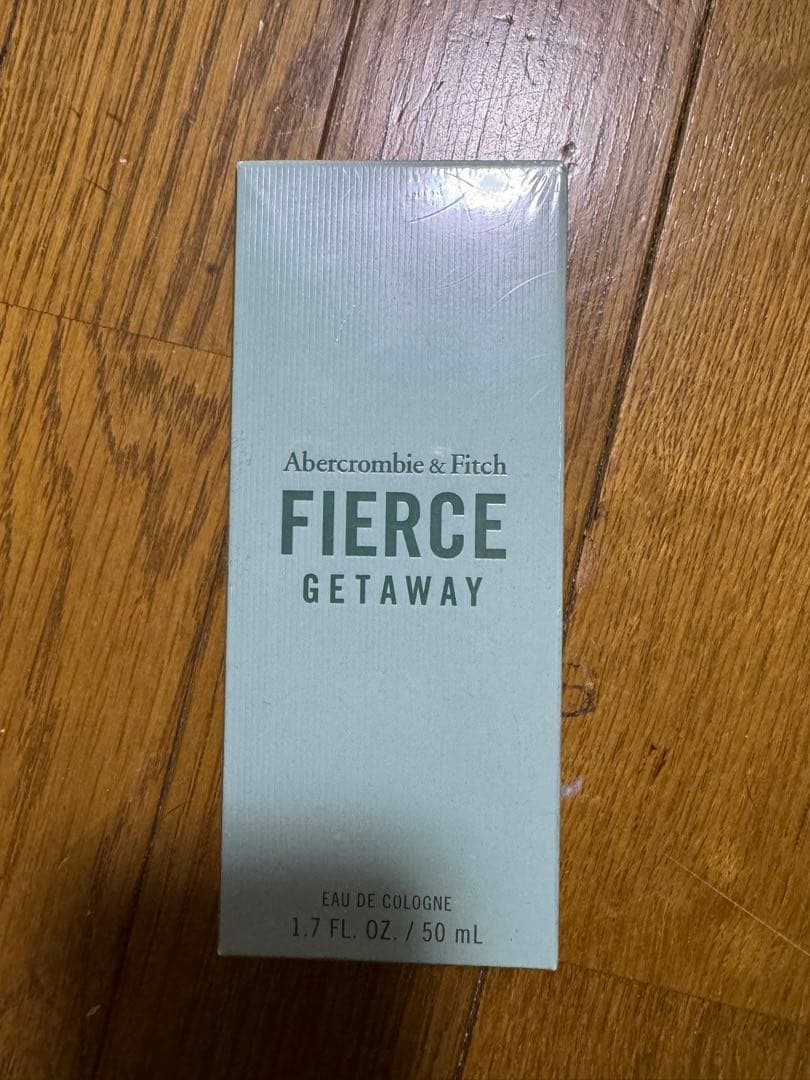 Abercrombie & Fitch
FIERCE
GETAWAY
EAU DE COLOGNE
1.7 FL. OZ. / 50 mL